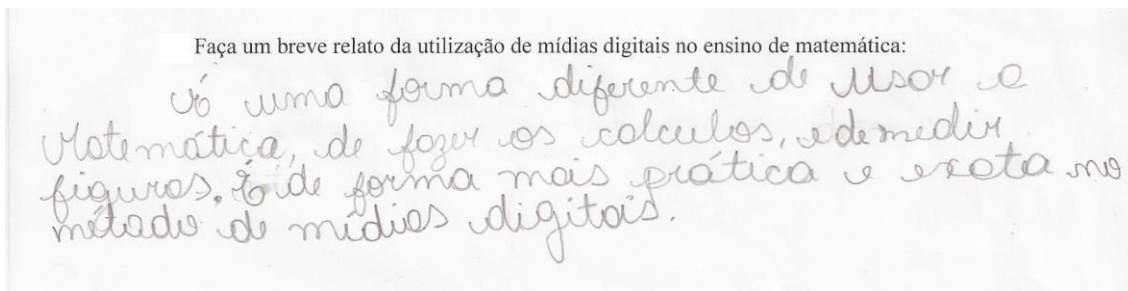 Faça um breve relato da utilização de mídias digitais no ensino de matemática:
É uma forma diferente de usar a
Matemática, de fazer os calculos, e de medir
figuras. É de forma mais prática e exata no
método de mídias digitais.